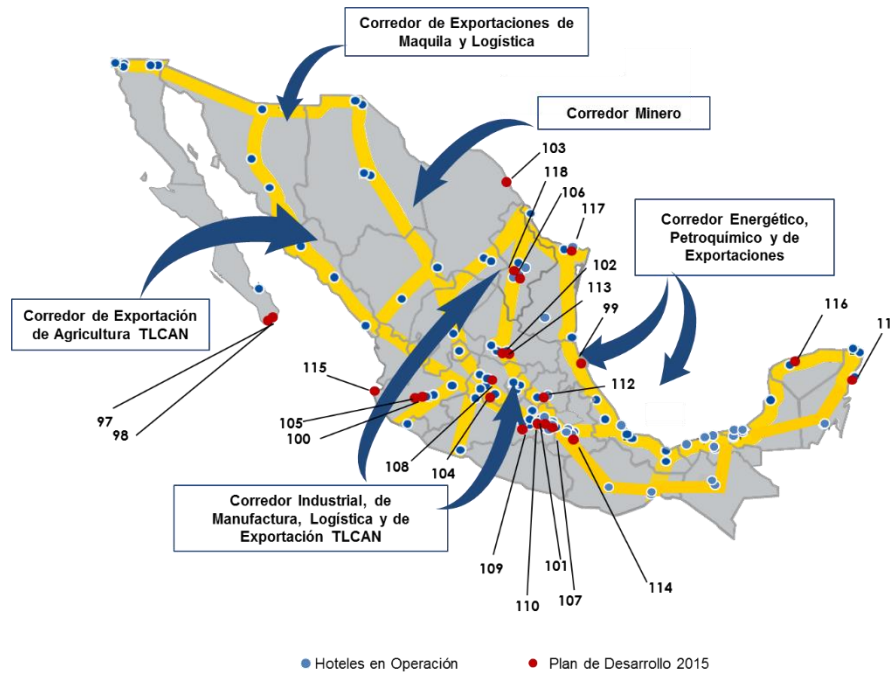 Corredor de Exportaciones de
Maquila y Logística
Corredor Minero
103
118
106
117
Corredor Energético,
Petroquímico y de
Exportaciones
102
113
99
116
11
Corredor de Exportación
de Agricultura TLCAN
97
98
115
105
100
108
104
112
Corredor Industrial, de
Manufactura, Logística y de
Exportación TLCAN
109
110
101
107
114
Hoteles en Operación
Plan de Desarrollo 2015